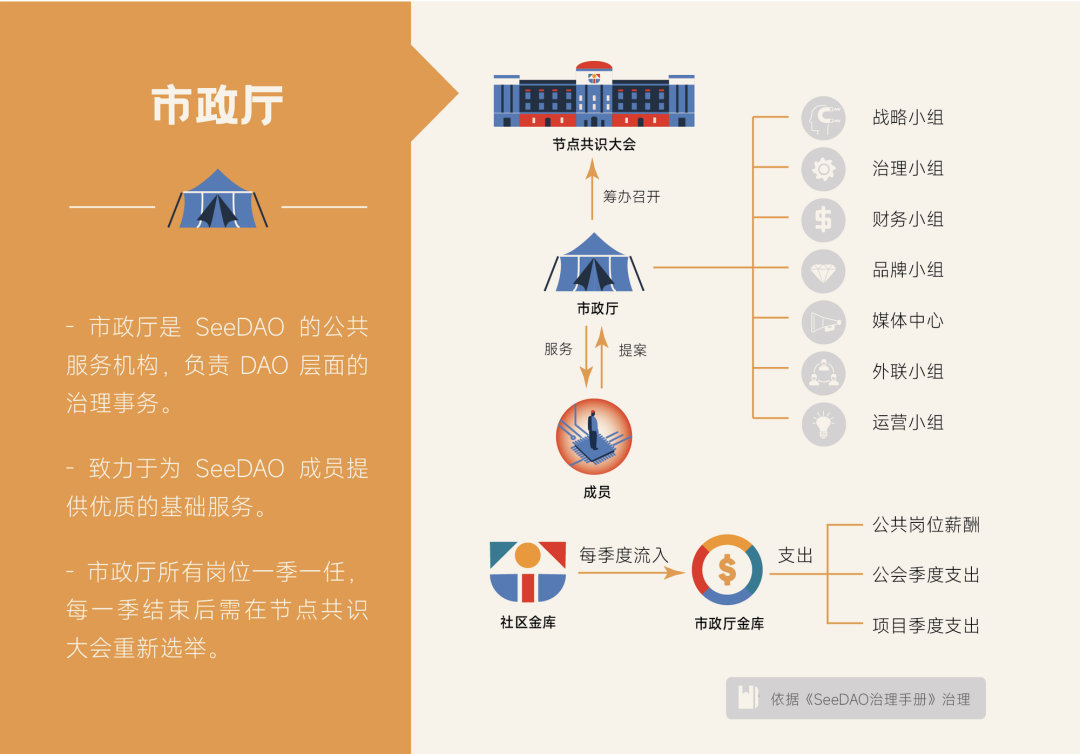 市政厅
- 市政厅是 SeeDAO 的公共
服务机构，负责 DAO 层面的
治理事务。
- 致力于为 SeeDAO 成员提
供优质的基础服务。
- 市政厅所有岗位一季一任，
每一季结束后需在节点共识
大会重新选举。
节点共识大会
筹办召开
市政厅
服务
提案
成员
战略小组
治理小组
财务小组
品牌小组
媒体中心
外联小组
运营小组
社区金库
每季度流入
市政厅金库
支出
公共岗位薪酬
公会季度支出
项目季度支出
依据《SeeDAO治理手册》治理